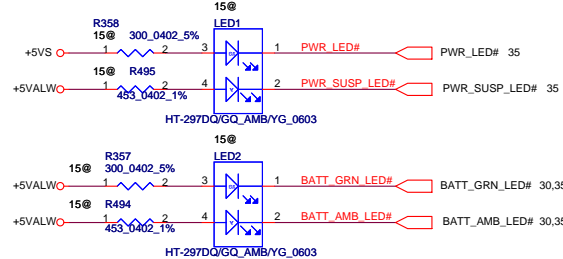 15@
R358 LED1
15@ 300_0402_5%
+5VS 1 2 3 1 PWR_LED# PWR_LED# 35
15@ R495
+5VALW 1 2 4 2 PWR_SUSP_LED# PWR_SUSP_LED# 35
453_0402_1%
HT-297DQ/GQ_AMB/YG_0603
15@
R357 LED2
15@ 300_0402_5%
+5VALW 1 2 3 1 BATT_GRN_LED# BATT_GRN_LED# 30,35
15@ R494
+5VALW 1 2 4 2 BATT_AMB_LED# BATT_AMB_LED# 30,35
453_0402_1%
HT-297DQ/GQ_AMB/YG_0603